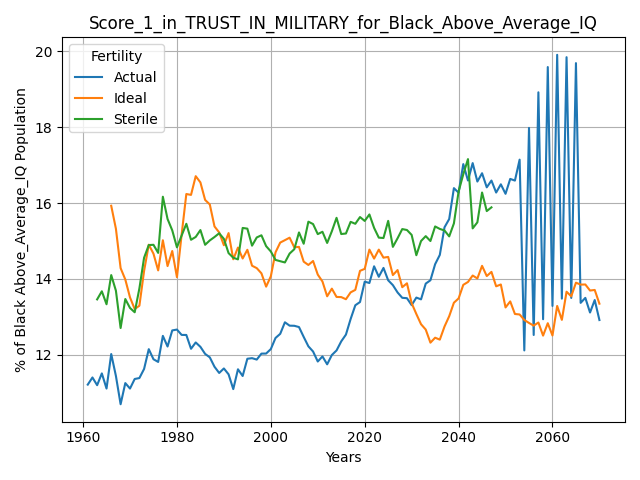 Score_1_in_TRUST_IN_MILITARY_for_Black_Above_Average_IQ
% of Black Above_Average_IQ Population
Fertility
Actual
Ideal
Sterile
20
18
16
14
12
1960 1980 2000 2020 2040 2060
Years